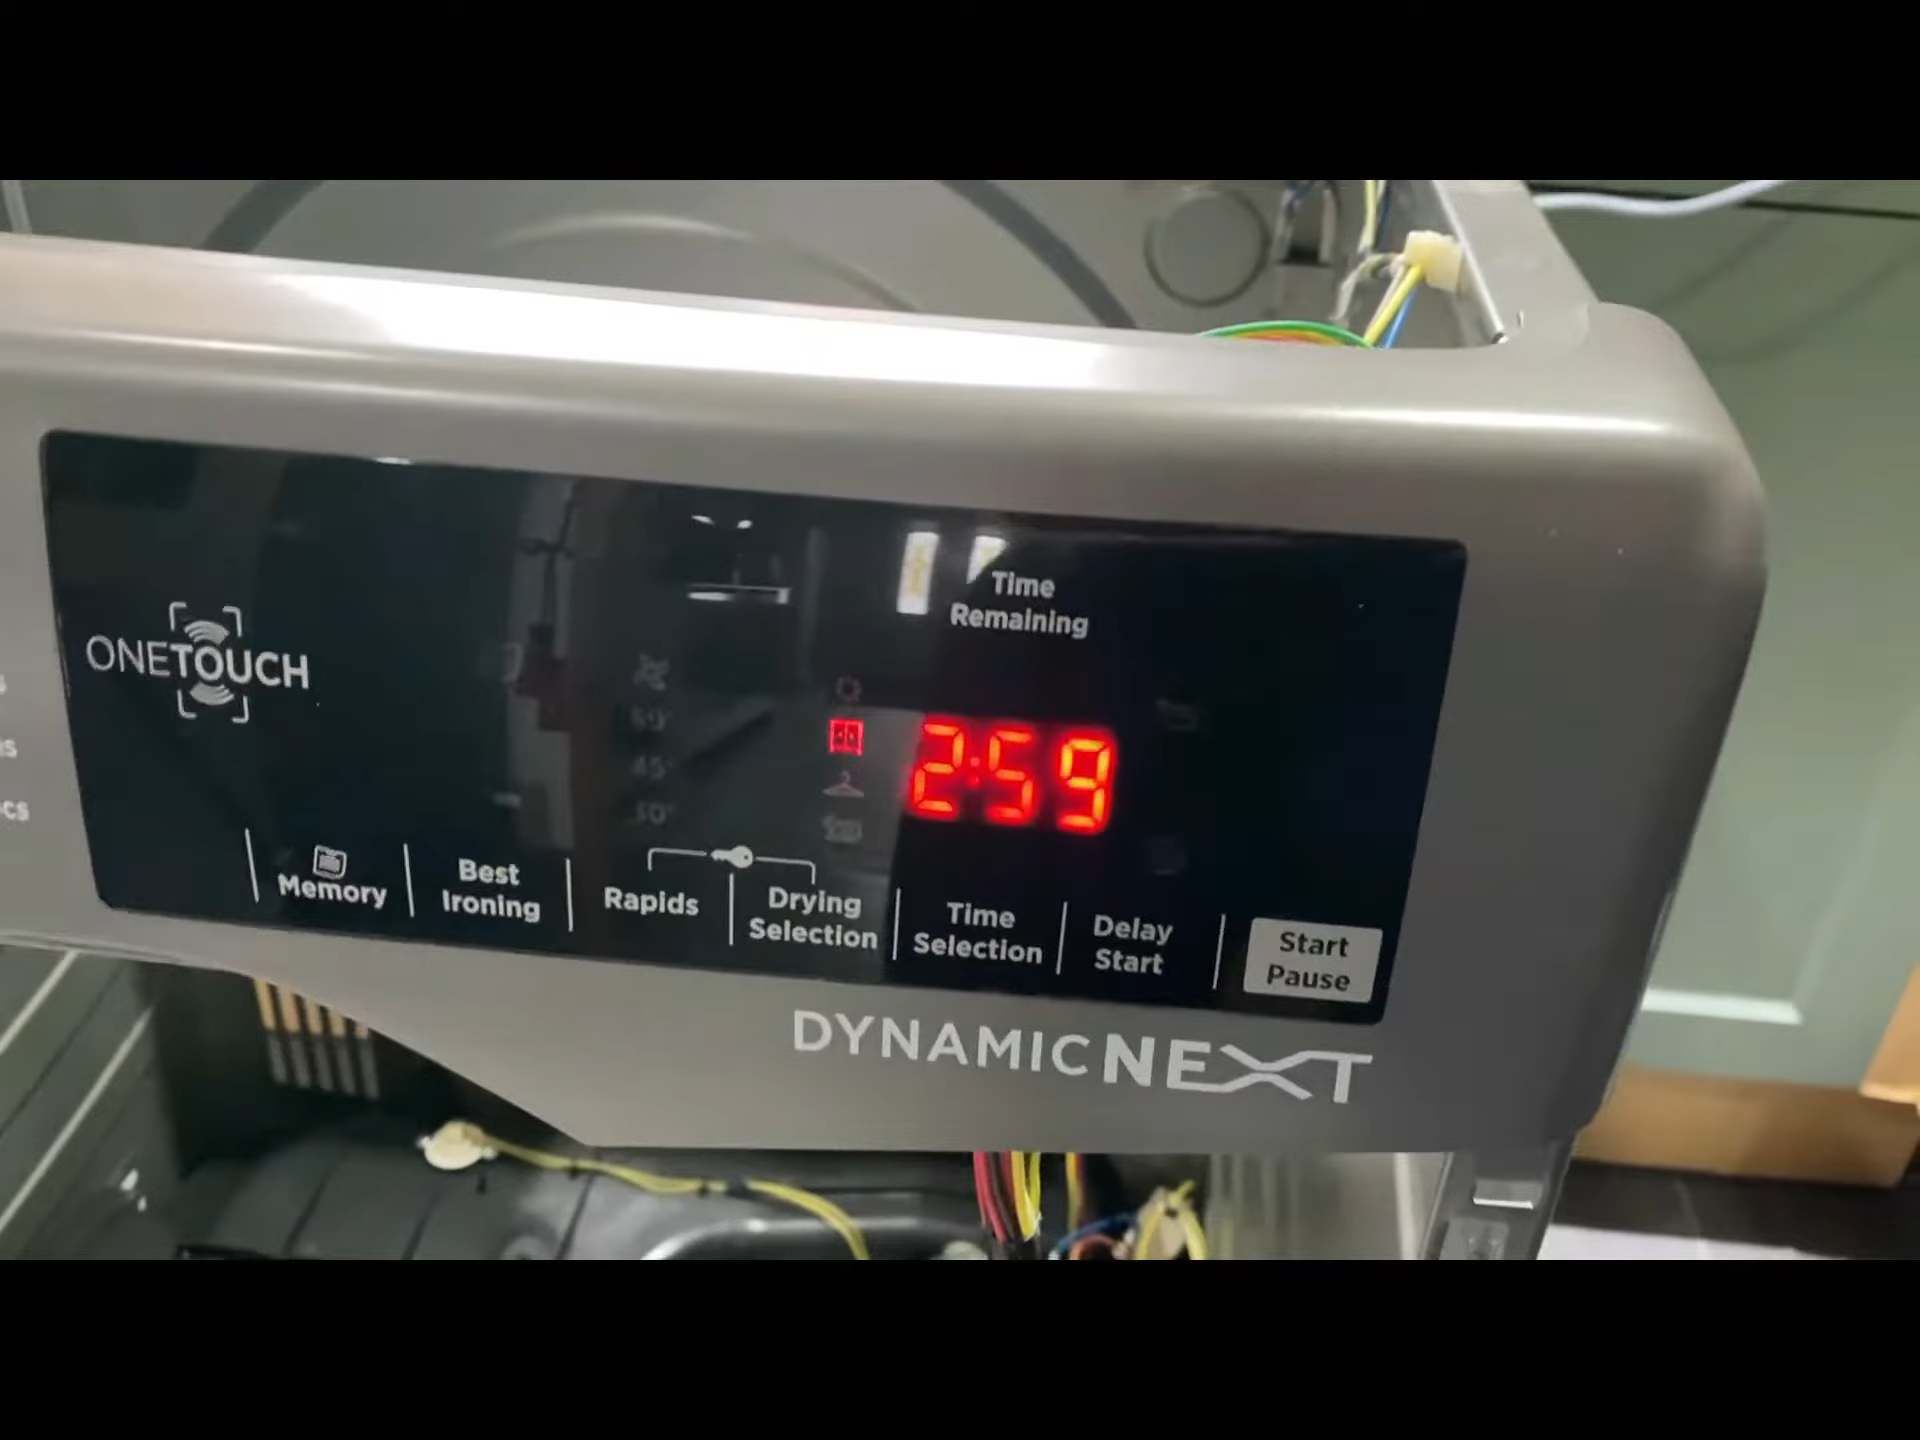 Time
Remaining
ONETOUCH
2:59
Memory
Best
Ironing
Rapids
Drying
Selection
Time
Selection
Delay
Start
Start
Pause
DYNAMICNEXT